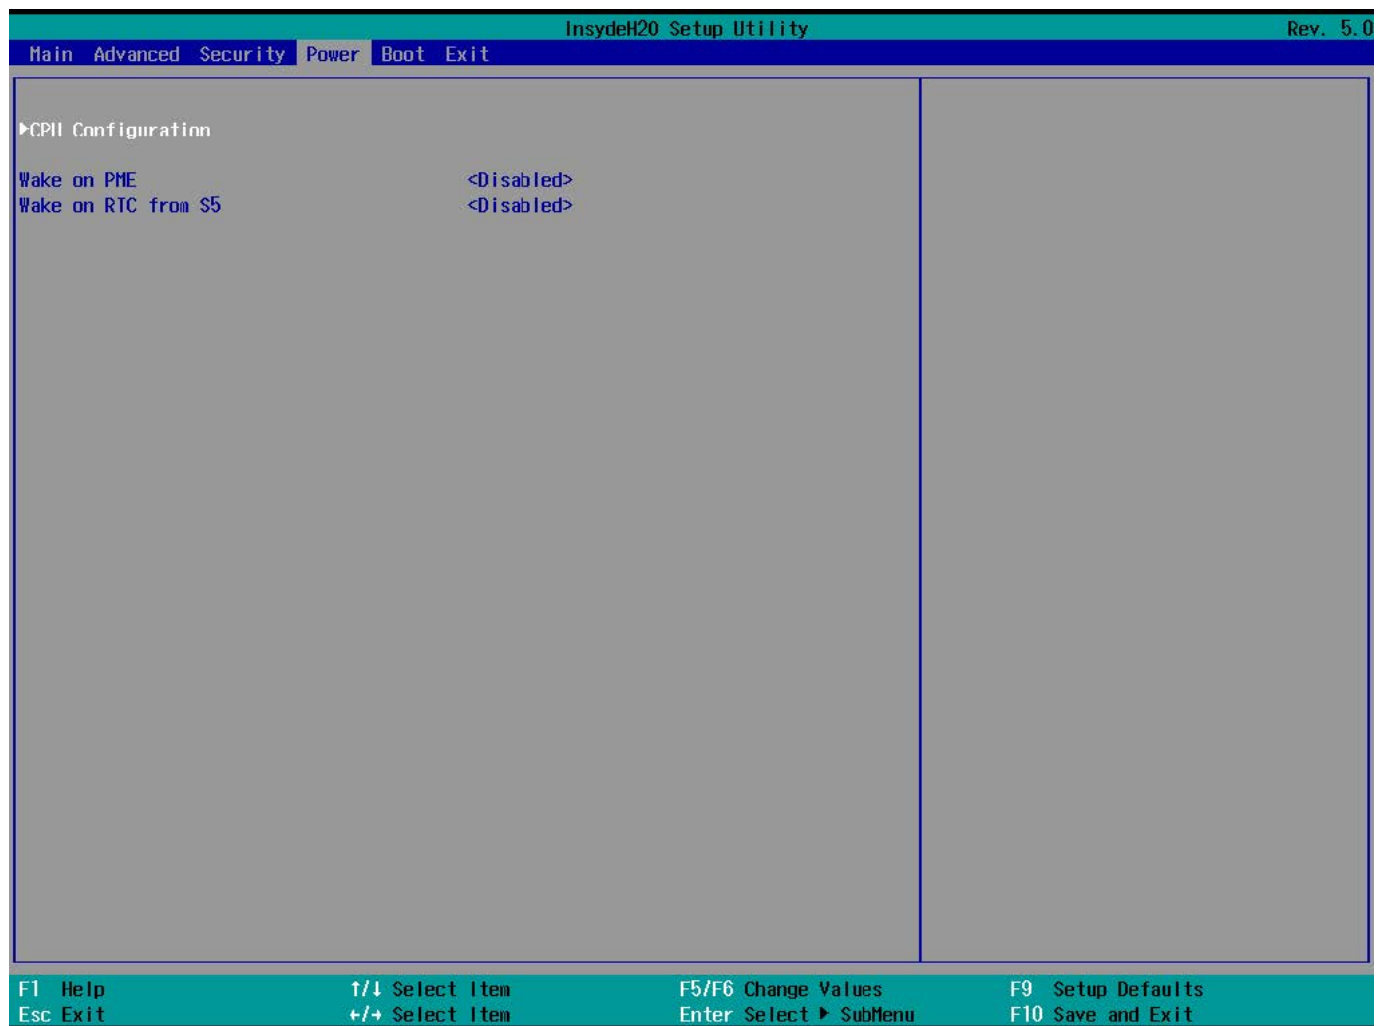 InsydeH20 Setup Utility Rev. 5.0
Main Advanced Security Power Boot Exit
▶CPU Configuration
Wake on PME <Disabled>
Wake on RTC from S5 <Disabled>
F1 Help ↑/↓ Select Item F5/F6 Change Values F9 Setup Defaults
Esc Exit ←/→ Select Item Enter Select ▶ SubMenu F10 Save and Exit